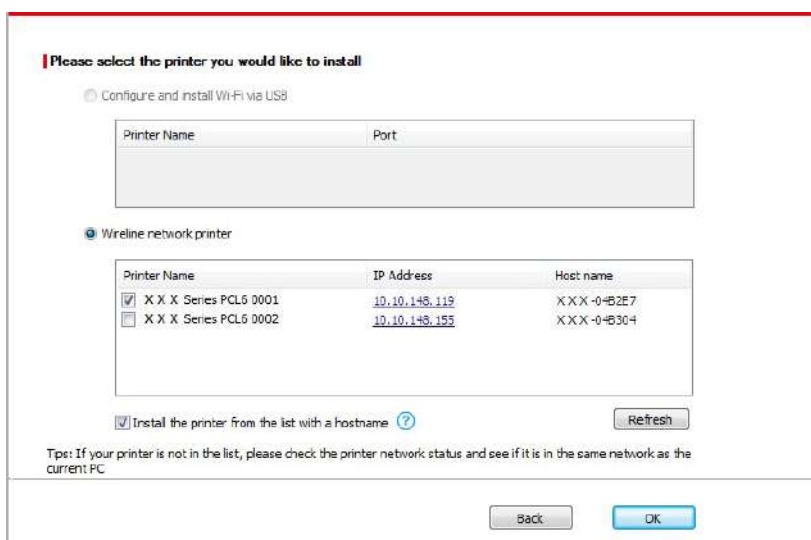 Please select the printer you would like to install
Configure and install Wi-Fi via USB
Printer Name Port
Wireline network printer
Printer Name IP Address Host name
X X X Series PCL6 0001 10.10.148.119 X X X -04B2E7
X X X Series PCL6 0002 10.10.148.155 X X X -04B304
Install the printer from the list with a hostname ?
Refresh
Tips: If your printer is not in the list, please check the printer network status and see if it is in the same network as the
current PC
Back OK